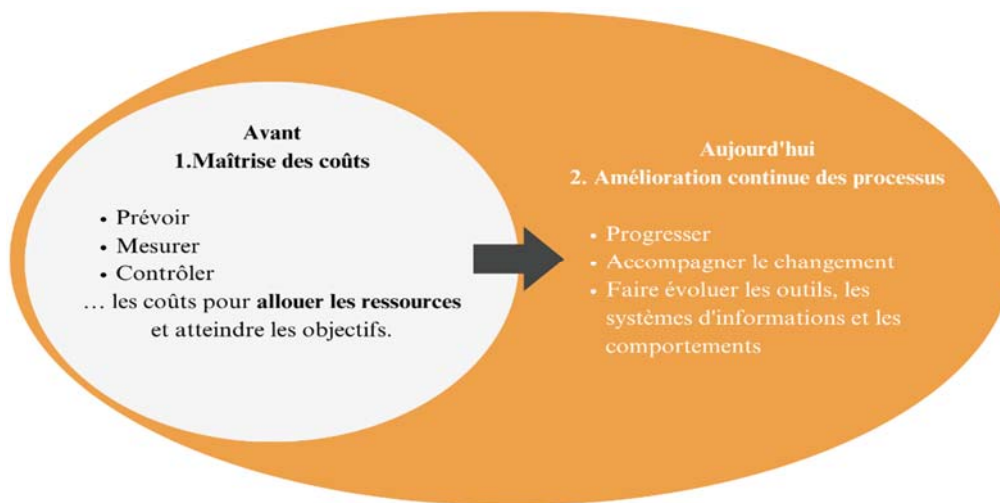 Avant
1.Maîtrise des coûts
• Prévoir
• Mesurer
• Contrôler
… les coûts pour allouer les ressources
et atteindre les objectifs.
Aujourd'hui
2. Amélioration continue des processus
• Progresser
• Accompagner le changement
• Faire évoluer les outils, les
systèmes d'informations et les
comportements